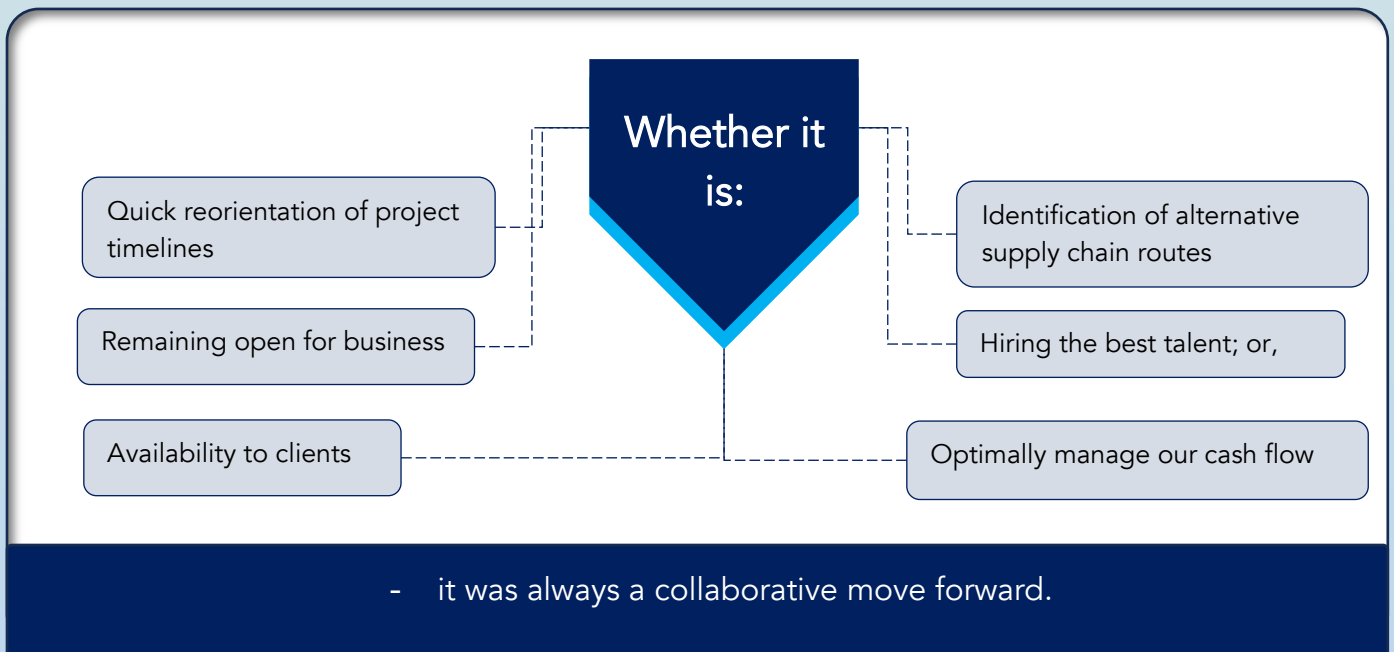 Whether it
is:
Quick reorientation of project
timelines
Remaining open for business
Availability to clients
Identification of alternative
supply chain routes
Hiring the best talent; or,
Optimally manage our cash flow
- it was always a collaborative move forward.